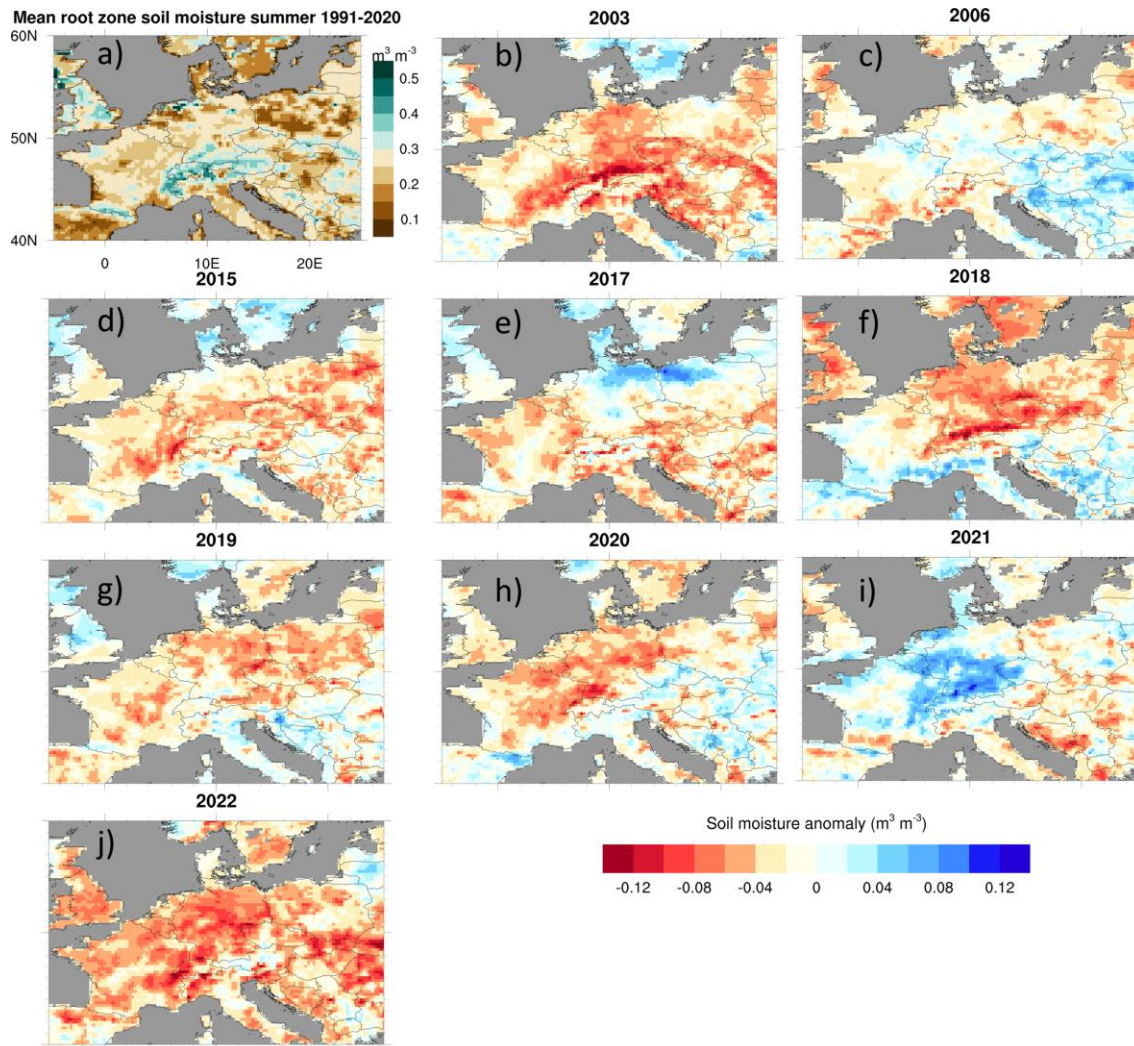 Mean root zone soil moisture summer 1991-2020
2003
2006
60N
a)
m³ m⁻³
0.5
0.4
0.3
0.2
0.1
50N
40N
0
10E
20E
b)
c)
2015
2017
2018
d)
e)
f)
2019
2020
2021
g)
h)
i)
2022
j)
Soil moisture anomaly (m³ m⁻³)
-0.12 -0.08 -0.04 0 0.04 0.08 0.12